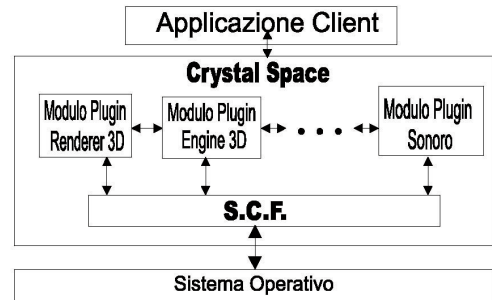 Applicazione Client
Crystal Space
Modulo Plugin
Renderer 3D
Modulo Plugin
Engine 3D
Modulo Plugin
Sonoro
S.C.F.
Sistema Operativo